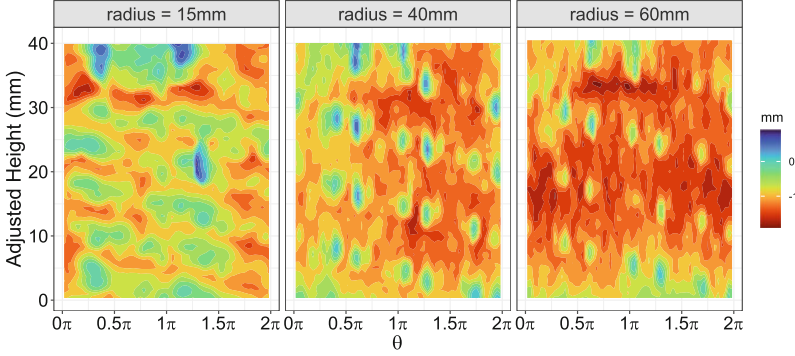 radius = 15mm radius = 40mm radius = 60mm
40
30
20
10
0
Adjusted Height (mm)
mm
0
-1
0π 0.5π 1π 1.5π 2π 0π 0.5π 1π 1.5π 2π 0π 0.5π 1π 1.5π 2π
θ